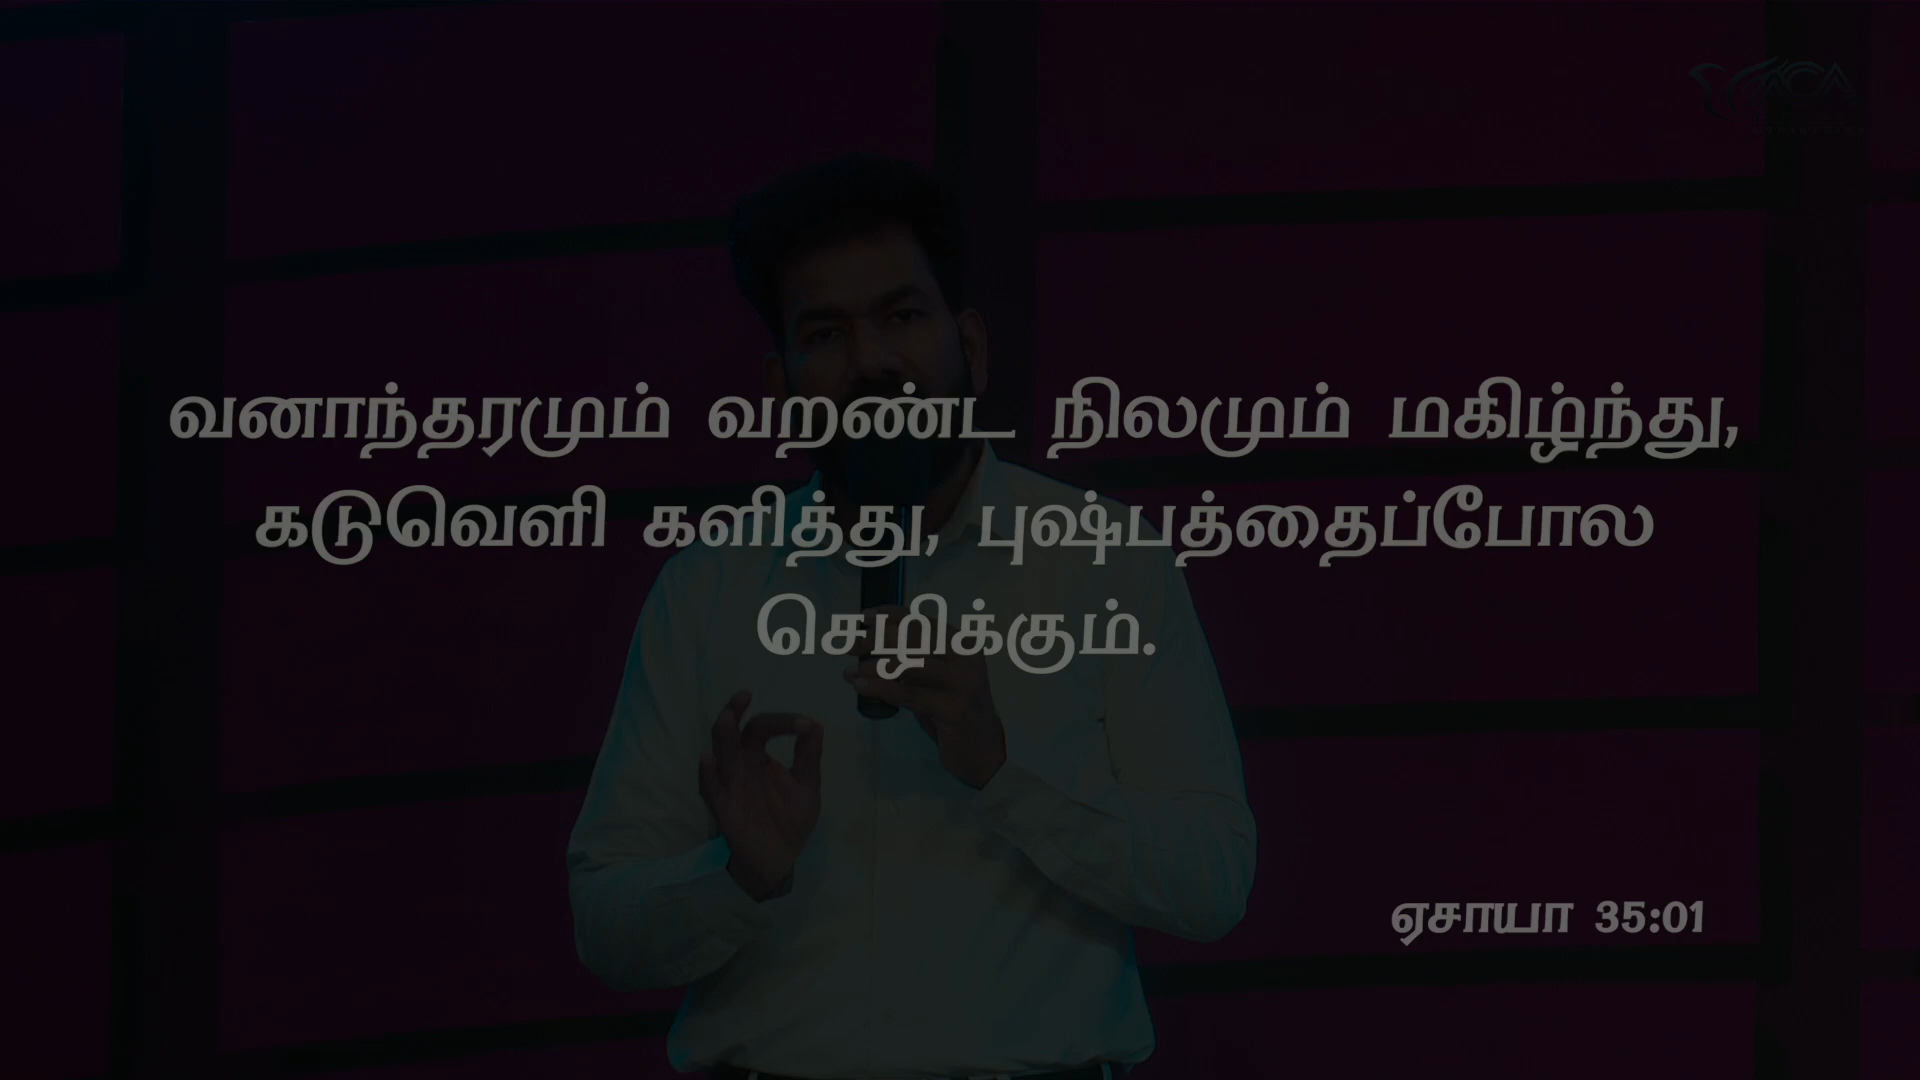 வனாந்தரமும் வறண்ட நிலமும் மகிழ்ந்து,
கடுவெளி களித்து, புஷ்பத்தைப்போல
செழிக்கும்.
ஏசாயா 35:01